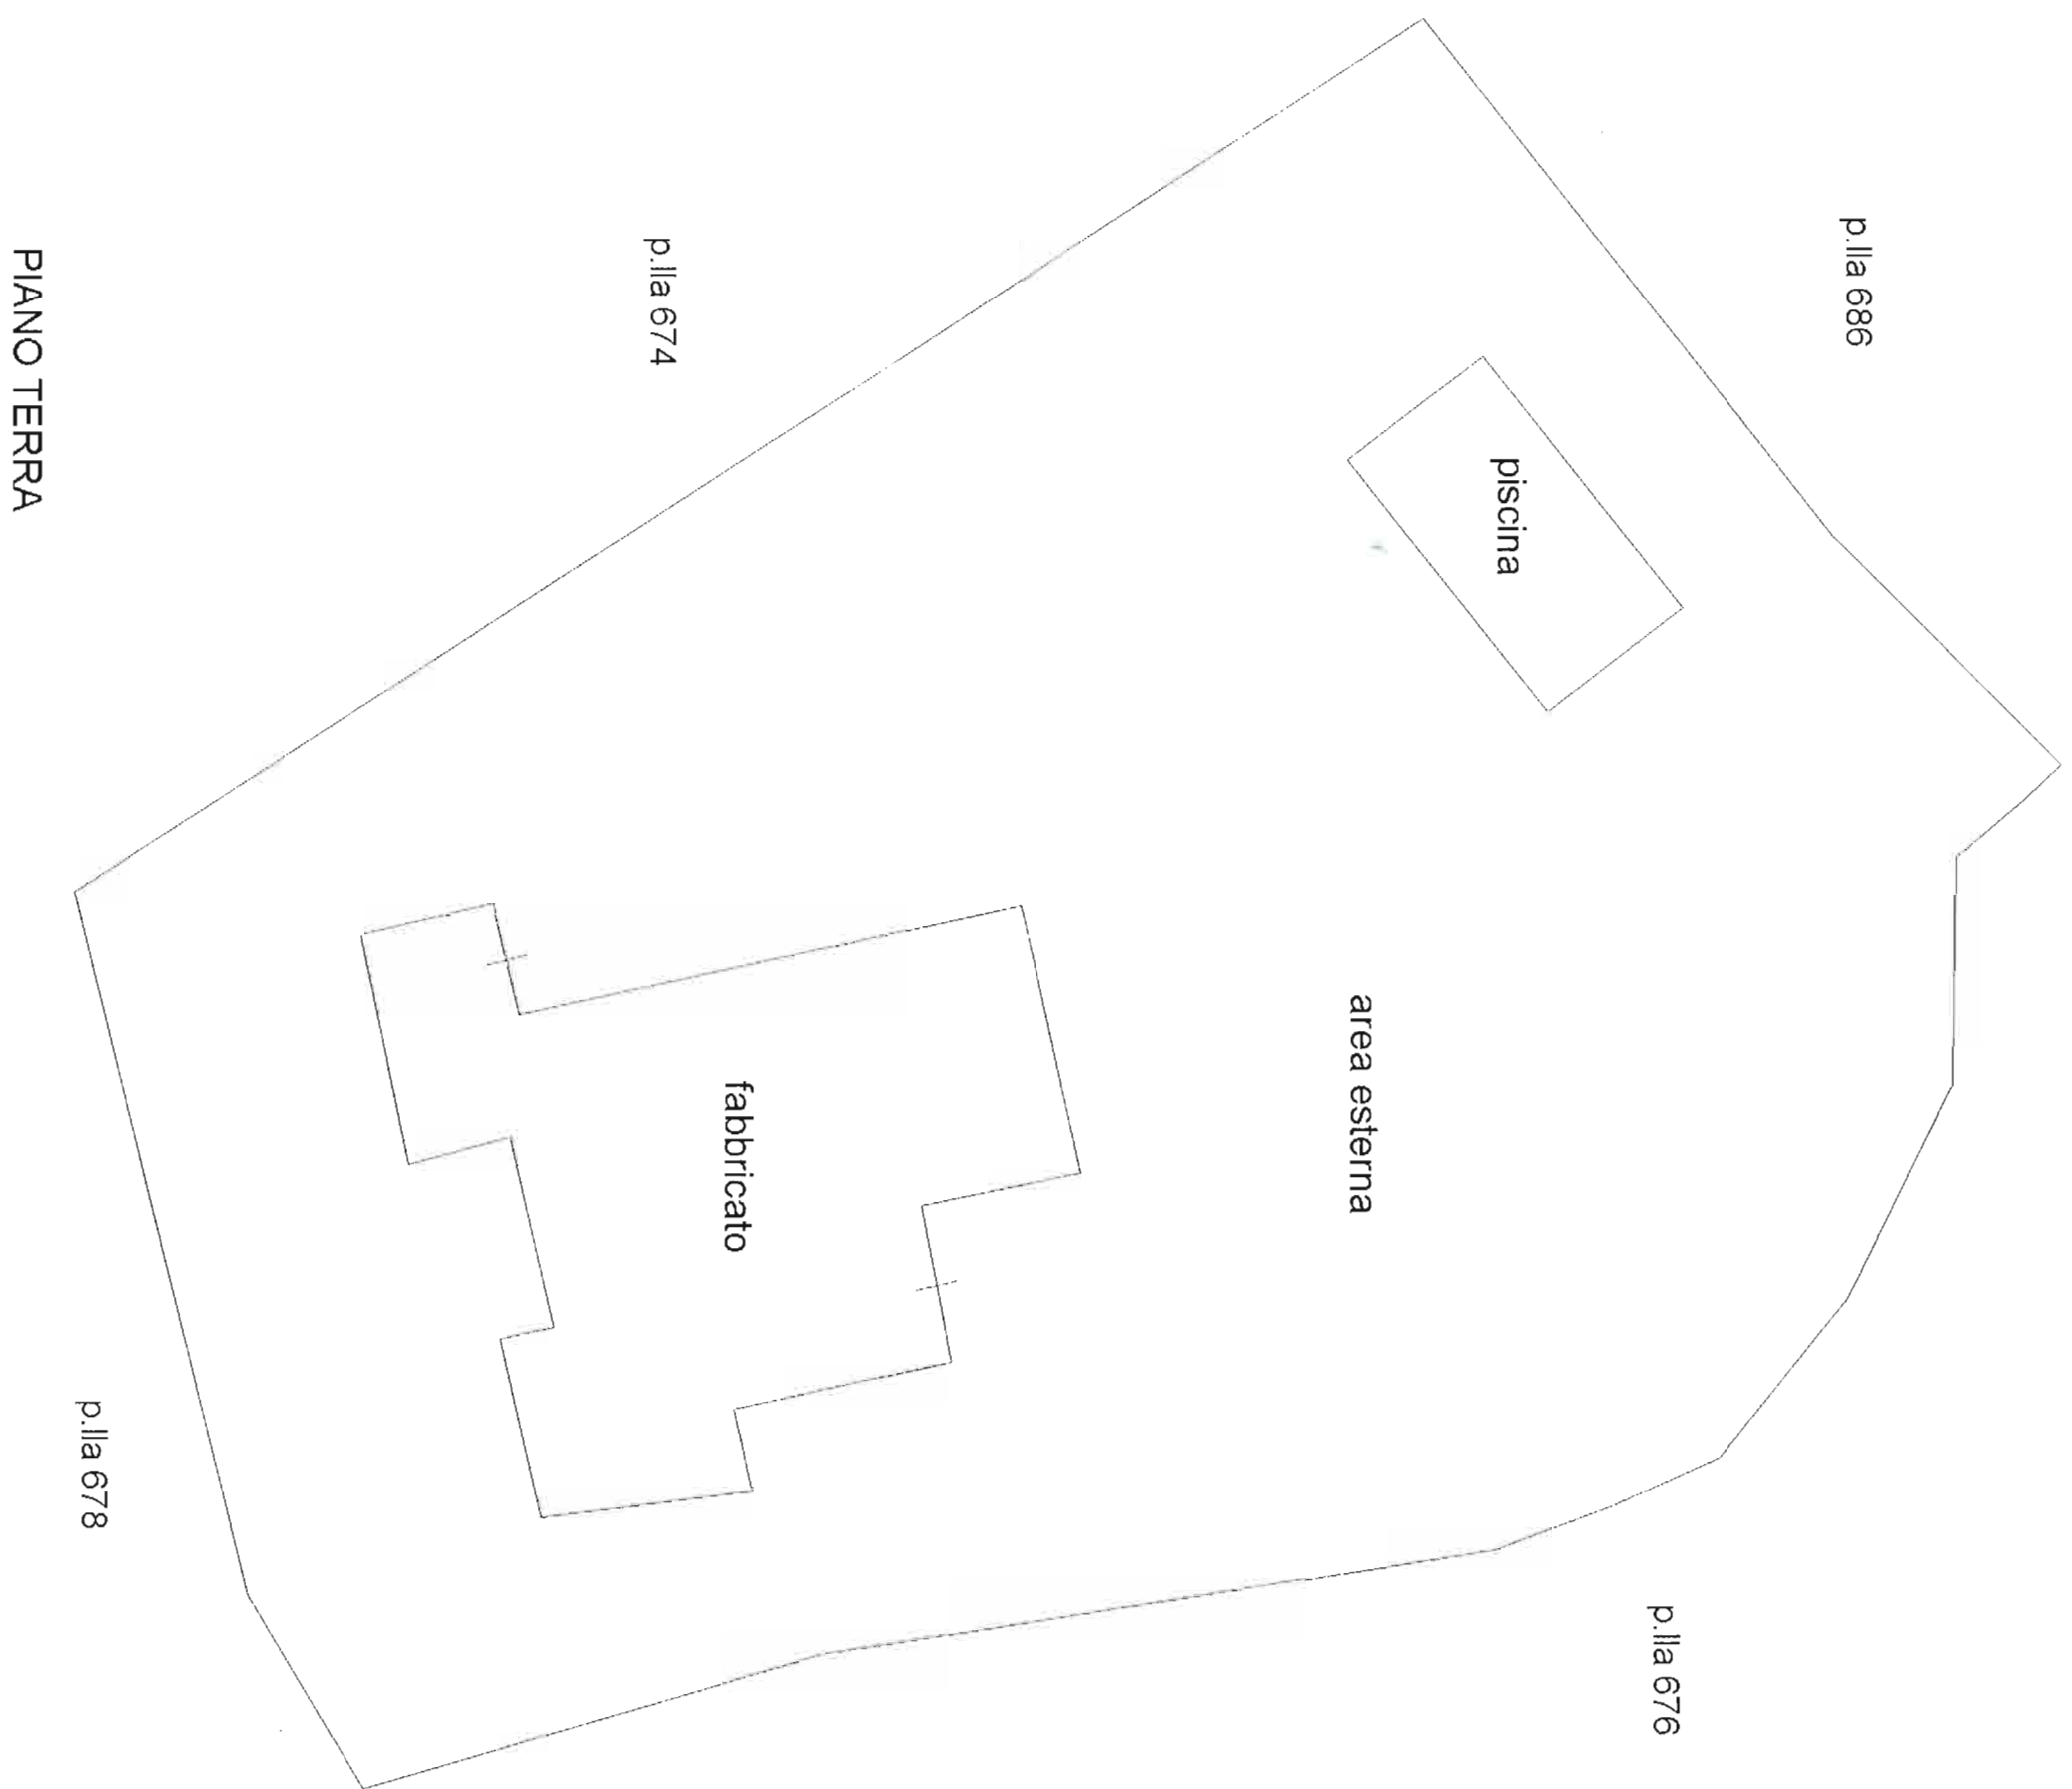 p.lla 686
p.lla 676
piscina
area esterna
fabbricato
p.lla 674
p.lla 678
PIANO TERRA